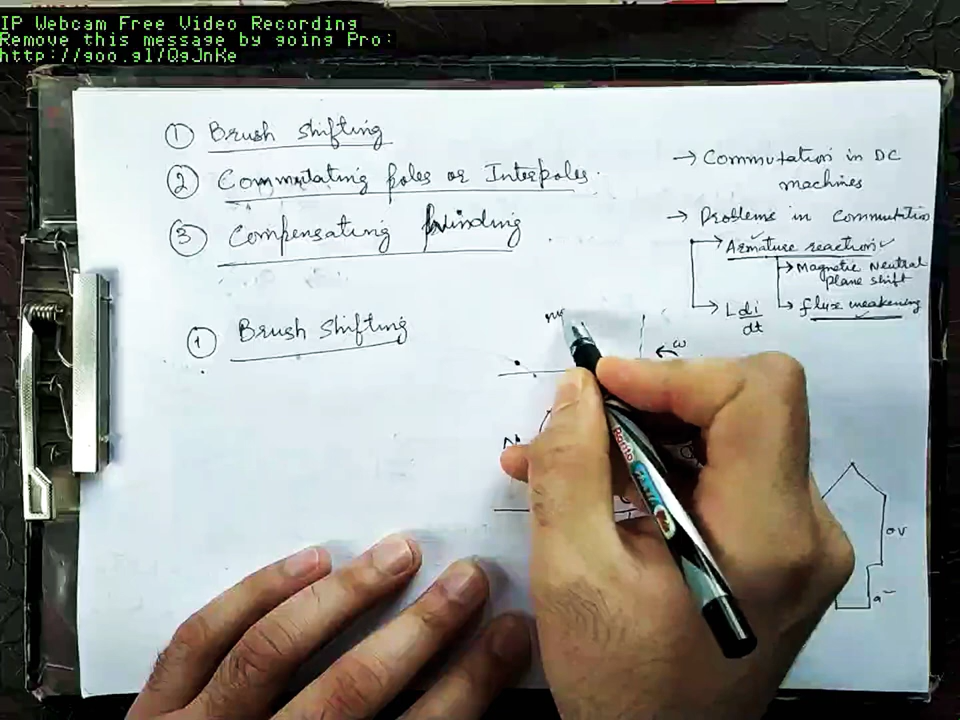 IP Webcam Free Video Recording
Remove this message by going Pro:
http://goo.gl/QgJnKe
① Brush shifting
② Commutating poles or Interpoles.
③ Compensating winding
→ Commutation in DC
machines
→ Problems in Commutation
→ Armature reaction ✓
→ Magnetic Neutral
Plane shift
→ flux weakening
→ L di/dt
① Brush shifting
ω
N
0V
a⁻